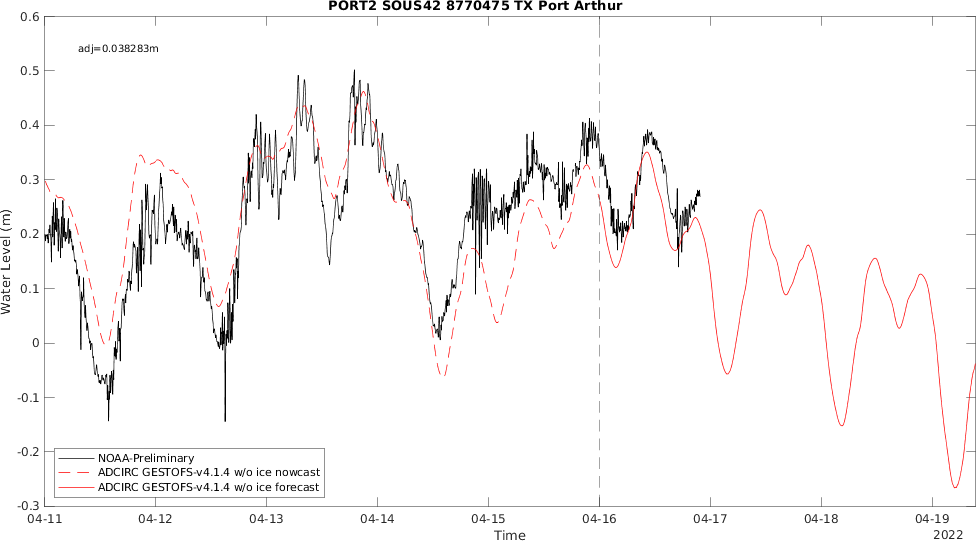 PORT2 SOUS42 8770475 TX Port Arthur
adj=0.038283m
0.6
0.5
0.4
0.3
0.2
0.1
0
-0.1
-0.2
-0.3
Water Level (m)
NOAA-Preliminary
ADCIRC GESTOFS-v4.1.4 w/o ice nowcast
ADCIRC GESTOFS-v4.1.4 w/o ice forecast
04-11 04-12 04-13 04-14 04-15 04-16 04-17 04-18 04-19
Time
2022